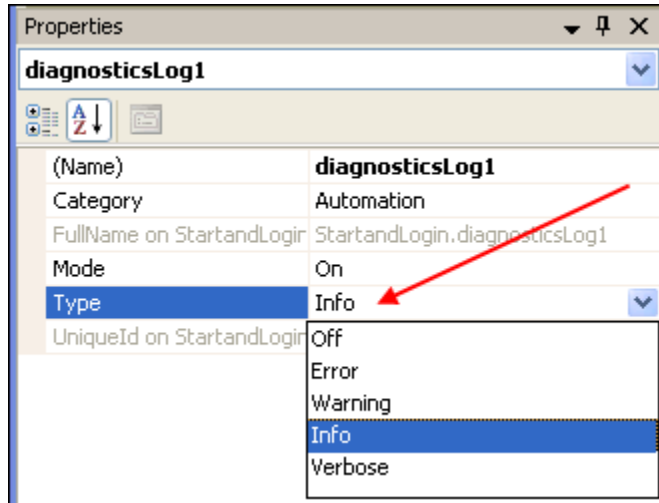 Properties
diagnosticsLog1
A
Z
(Name) diagnosticsLog1
Category Automation
FullName on StartandLogin StartandLogin.diagnosticsLog1
Mode On
Type Info
UniqueId on StartandLogin
Off
Error
Warning
Info
Verbose